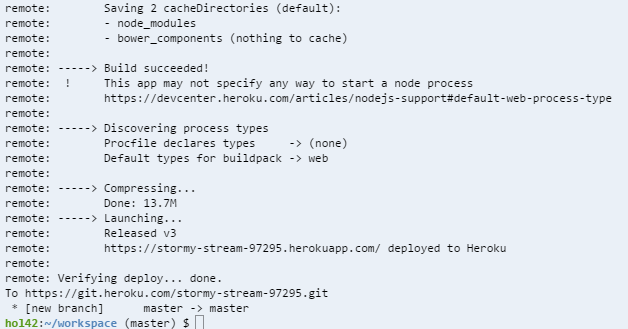 remote:        Saving 2 cacheDirectories (default):
remote:        - node_modules
remote:        - bower_components (nothing to cache)
remote:
remote: -----> Build succeeded!
remote:  !     This app may not specify any way to start a node process
remote:        https://devcenter.heroku.com/articles/nodejs-support#default-web-process-type
remote:
remote: -----> Discovering process types
remote:        Procfile declares types     -> (none)
remote:        Default types for buildpack -> web
remote:
remote: -----> Compressing...
remote:        Done: 13.7M
remote: -----> Launching...
remote:        Released v3
remote:        https://stormy-stream-97295.herokuapp.com/ deployed to Heroku
remote:
remote: Verifying deploy... done.
To https://git.heroku.com/stormy-stream-97295.git
 * [new branch]      master -> master
hol42:~/workspace (master) $